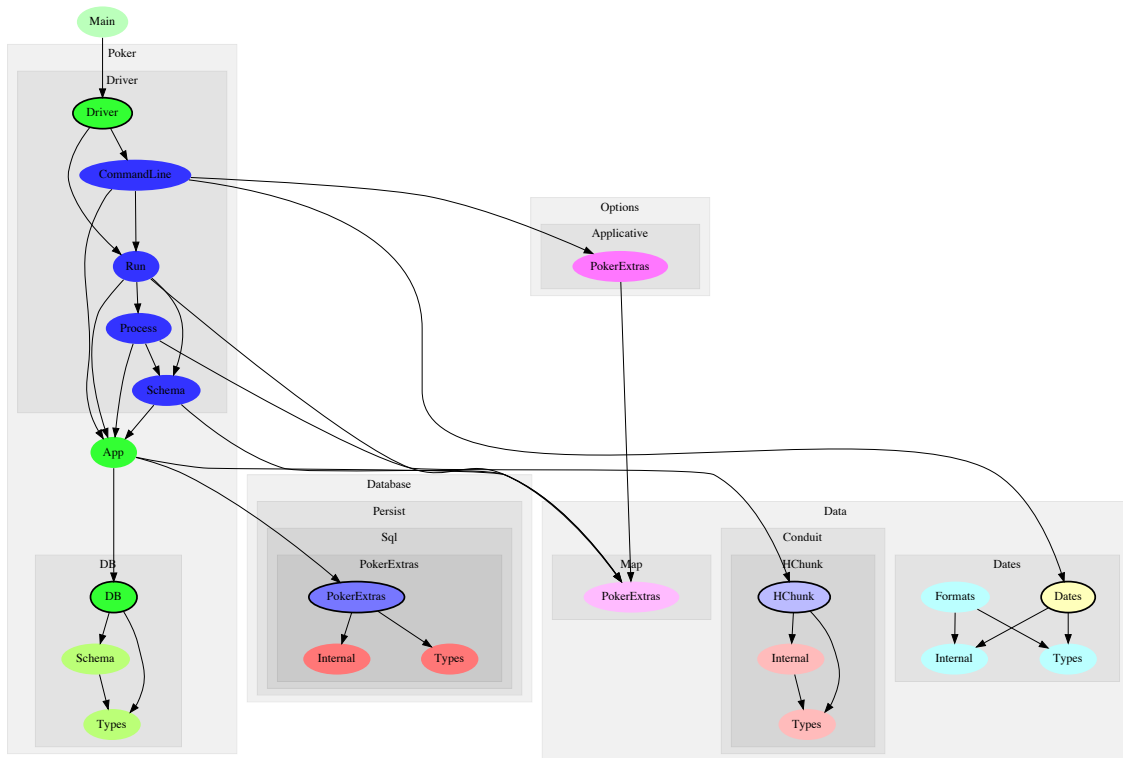 Main
Poker
Driver
Driver
CommandLine
Run
Process
Schema
App
DB
DB
Schema
Types
Options
Applicative
PokerExtras
Database
Persist
Sql
PokerExtras
PokerExtras
Internal
Types
Data
Map
PokerExtras
Conduit
HChunk
HChunk
Internal
Types
Dates
Formats
Dates
Internal
Types